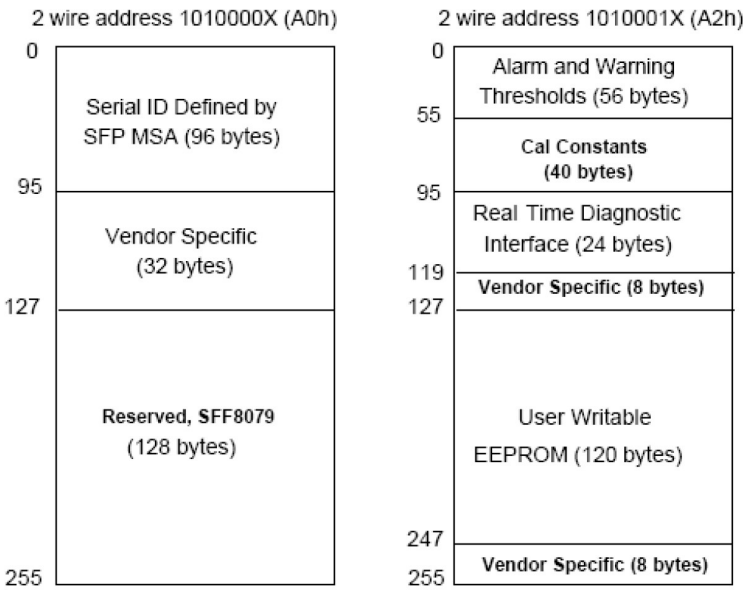 2 wire address 1010000X (A0h)
0
Serial ID Defined by
SFP MSA (96 bytes)
95
Vendor Specific
(32 bytes)
127
Reserved, SFF8079
(128 bytes)
255
2 wire address 1010001X (A2h)
0
Alarm and Warning
Thresholds (56 bytes)
55
Cal Constants
(40 bytes)
95
Real Time Diagnostic
Interface (24 bytes)
119
Vendor Specific (8 bytes)
127
User Writable
EEPROM (120 bytes)
247
Vendor Specific (8 bytes)
255